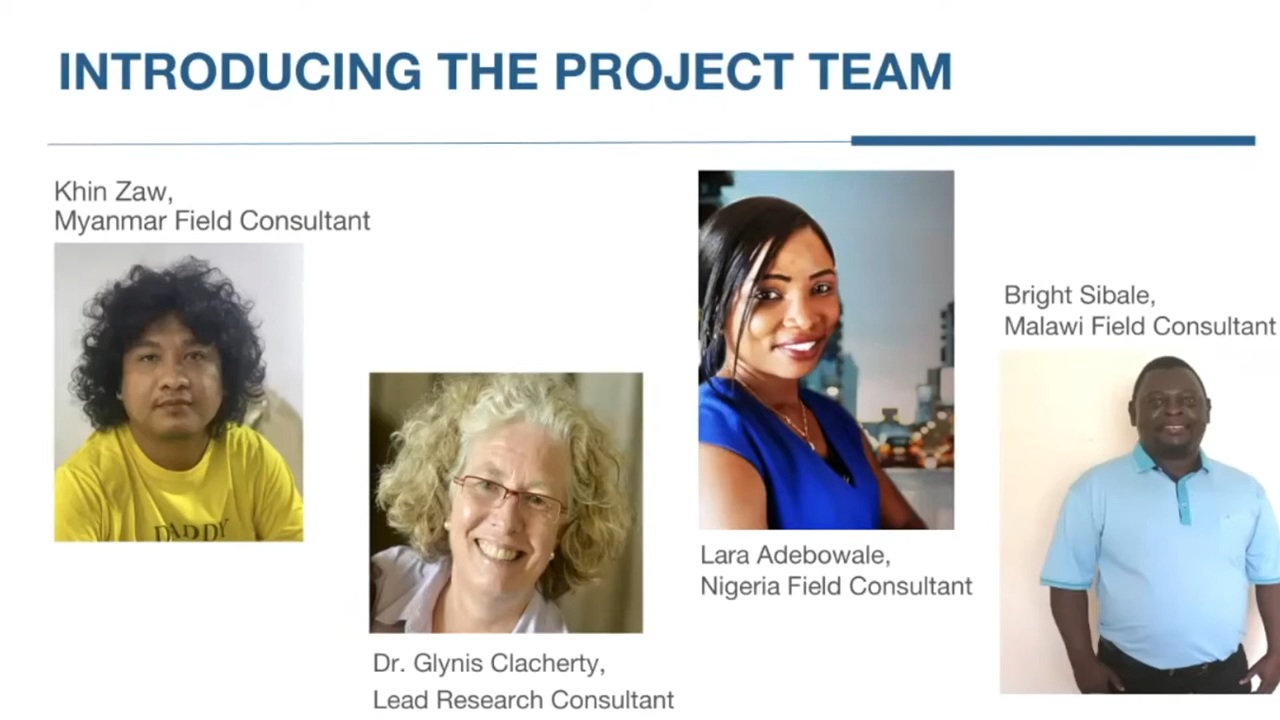 INTRODUCING THE PROJECT TEAM
Khin Zaw,
Myanmar Field Consultant
DADDY
Dr. Glynis Clacherty,
Lead Research Consultant
Lara Adebowale,
Nigeria Field Consultant
Bright Sibale,
Malawi Field Consultant